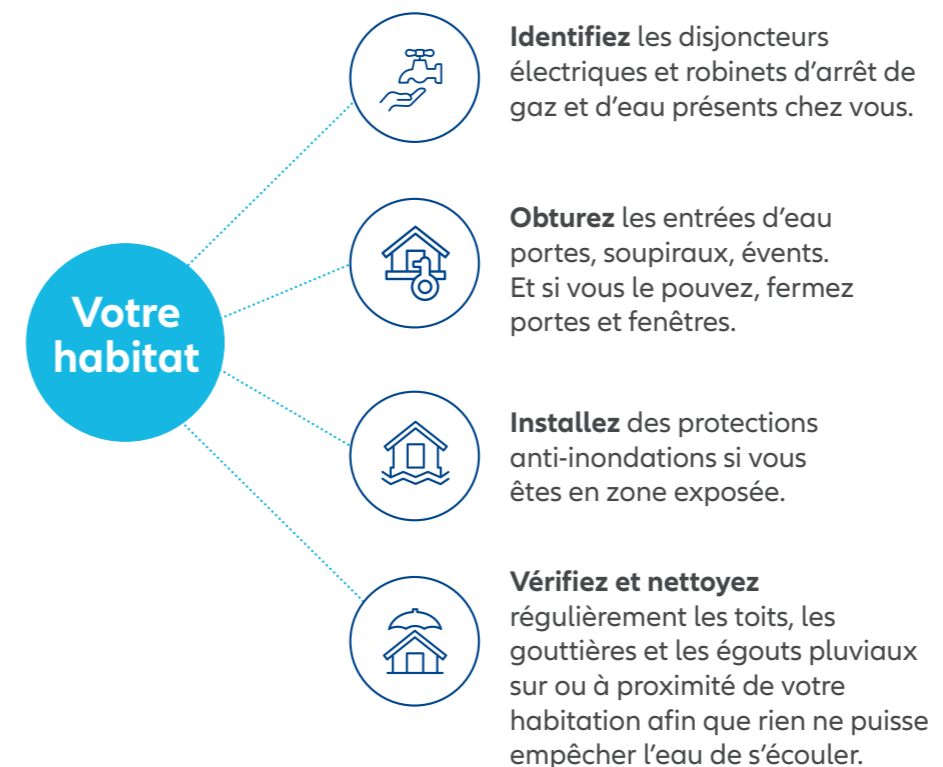 Votre
habitat
Identifiez les disjoncteurs
électriques et robinets d’arrêt de
gaz et d’eau présents chez vous.
Obturez les entrées d’eau
portes, soupiraux, évents.
Et si vous le pouvez, fermez
portes et fenêtres.
Installez des protections
anti-inondations si vous
êtes en zone exposée.
Vérifiez et nettoyez
régulièrement les toits, les
gouttières et les égouts pluviaux
sur ou à proximité de votre
habitation afin que rien ne puisse
empêcher l’eau de s’écouler.